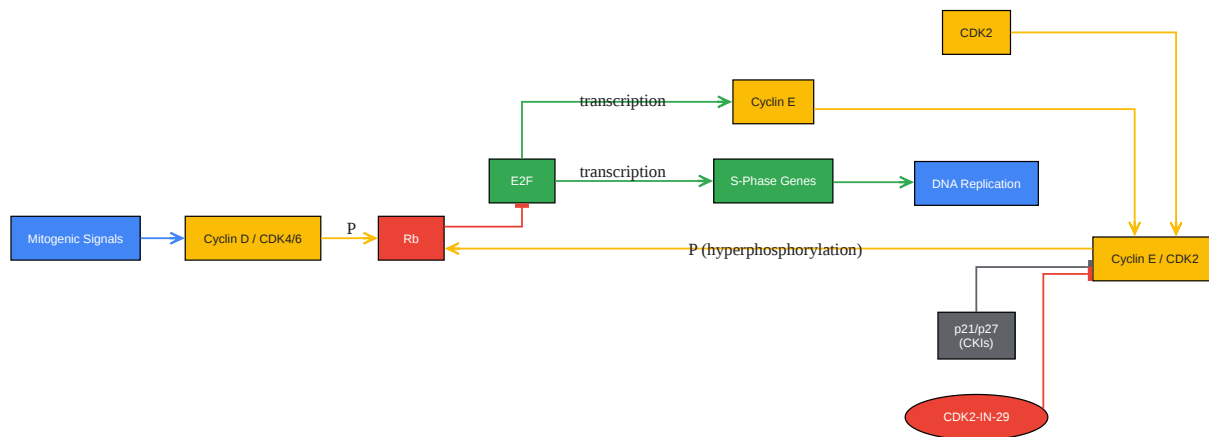 CDK2
Cyclin E
transcription
E2F
transcription
S-Phase Genes
DNA Replication
Mitogenic Signals
Cyclin D / CDK4/6
P
Rb
P (hyperphosphorylation)
Cyclin E / CDK2
p21/p27
(CKIs)
CDK2-IN-29